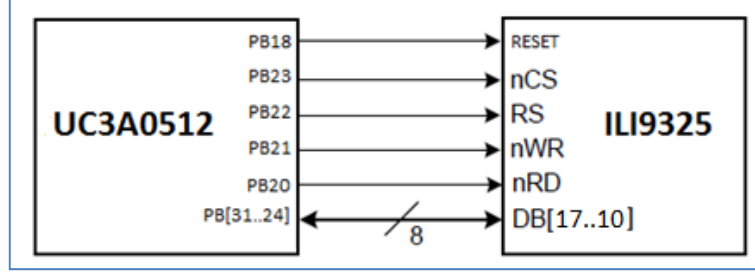 PB18 RESET
PB23 nCS
PB22 RS
UC3A0512 ILI9325
PB21 nWR
PB20 nRD
PB[31..24] DB[17..10]
8